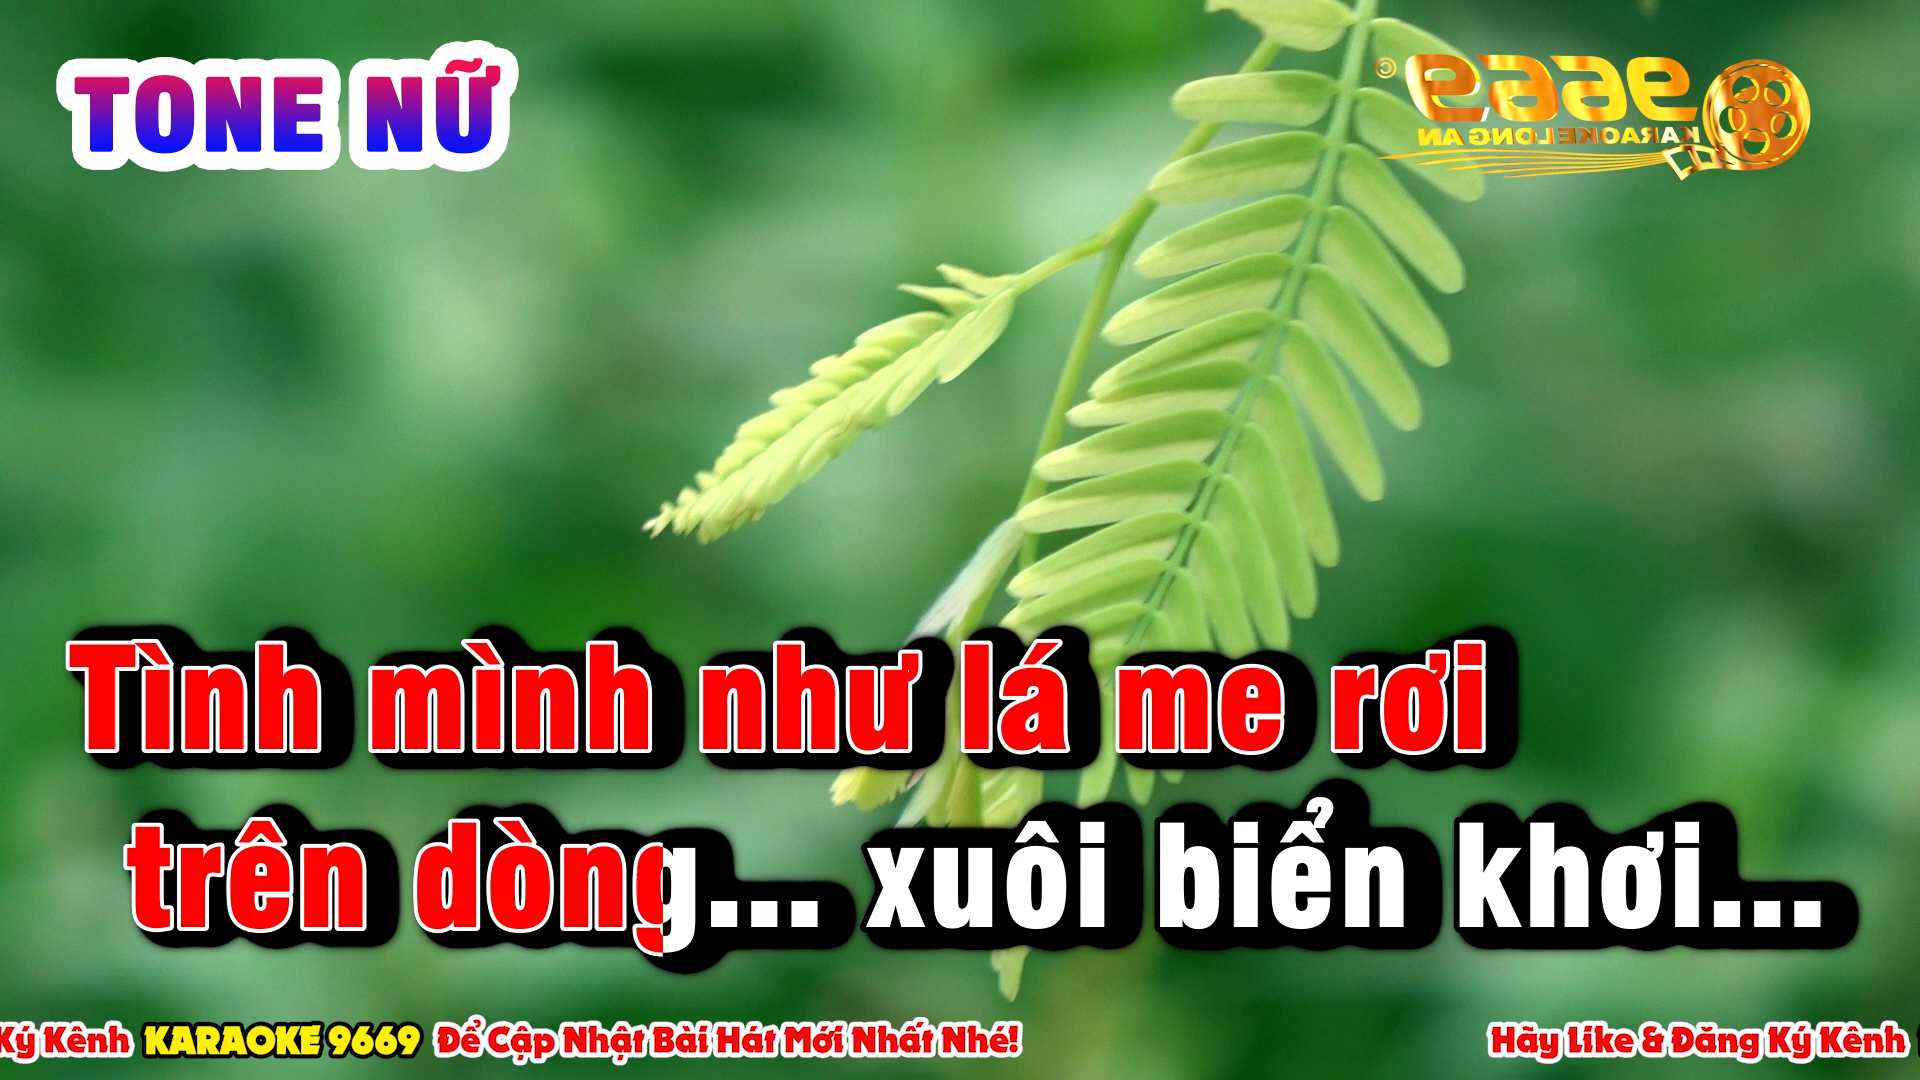 TONE NỮ
9669 ©
KARAOKE LONG AN
Tình mình như lá me rơi
trên dòng... xuôi biển khơi...
Ký Kênh KARAOKE 9669 Để Cập Nhật Bài Hát Mới Nhất Nhé! Hãy Like & Đăng Ký Kênh